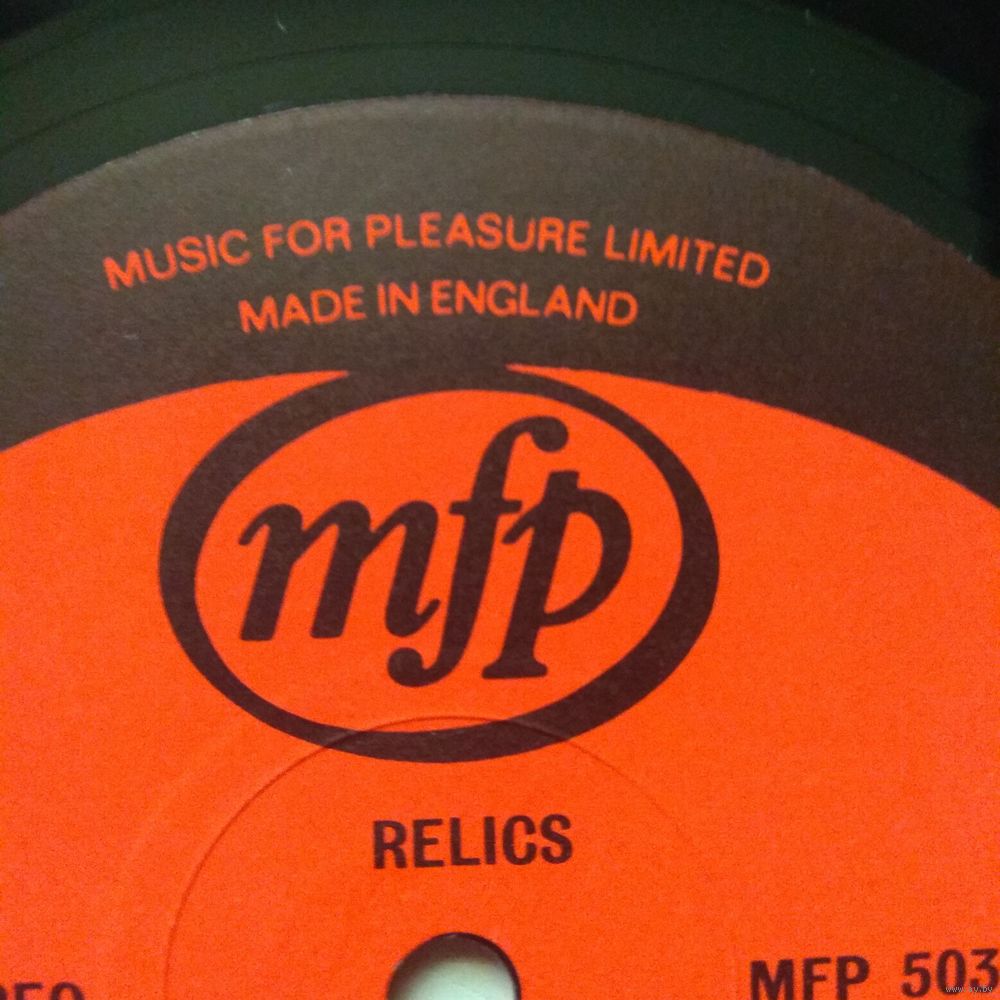 MUSIC FOR PLEASURE LIMITED
MADE IN ENGLAND
mfp
RELICS
MFP 503